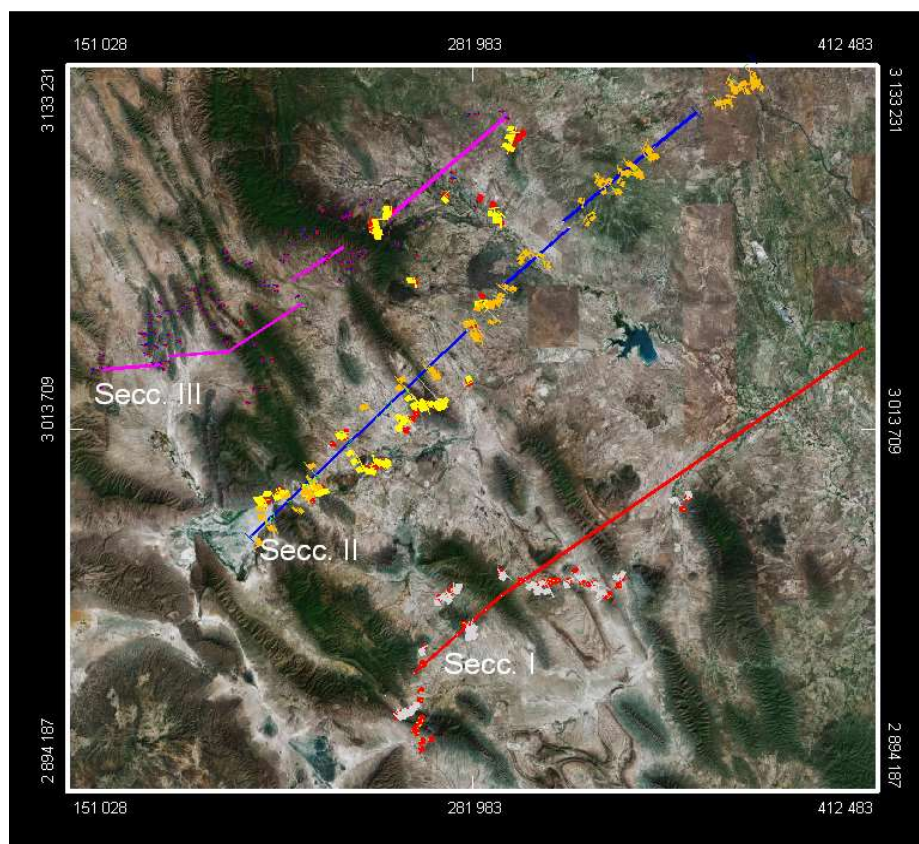 151 028 281 983 412 483
3 133 231 3 133 231
Secc. III
3 013 709 3 013 709
Secc. II
Secc. I
2 894 187 2 894 187
151 028 281 983 412 483